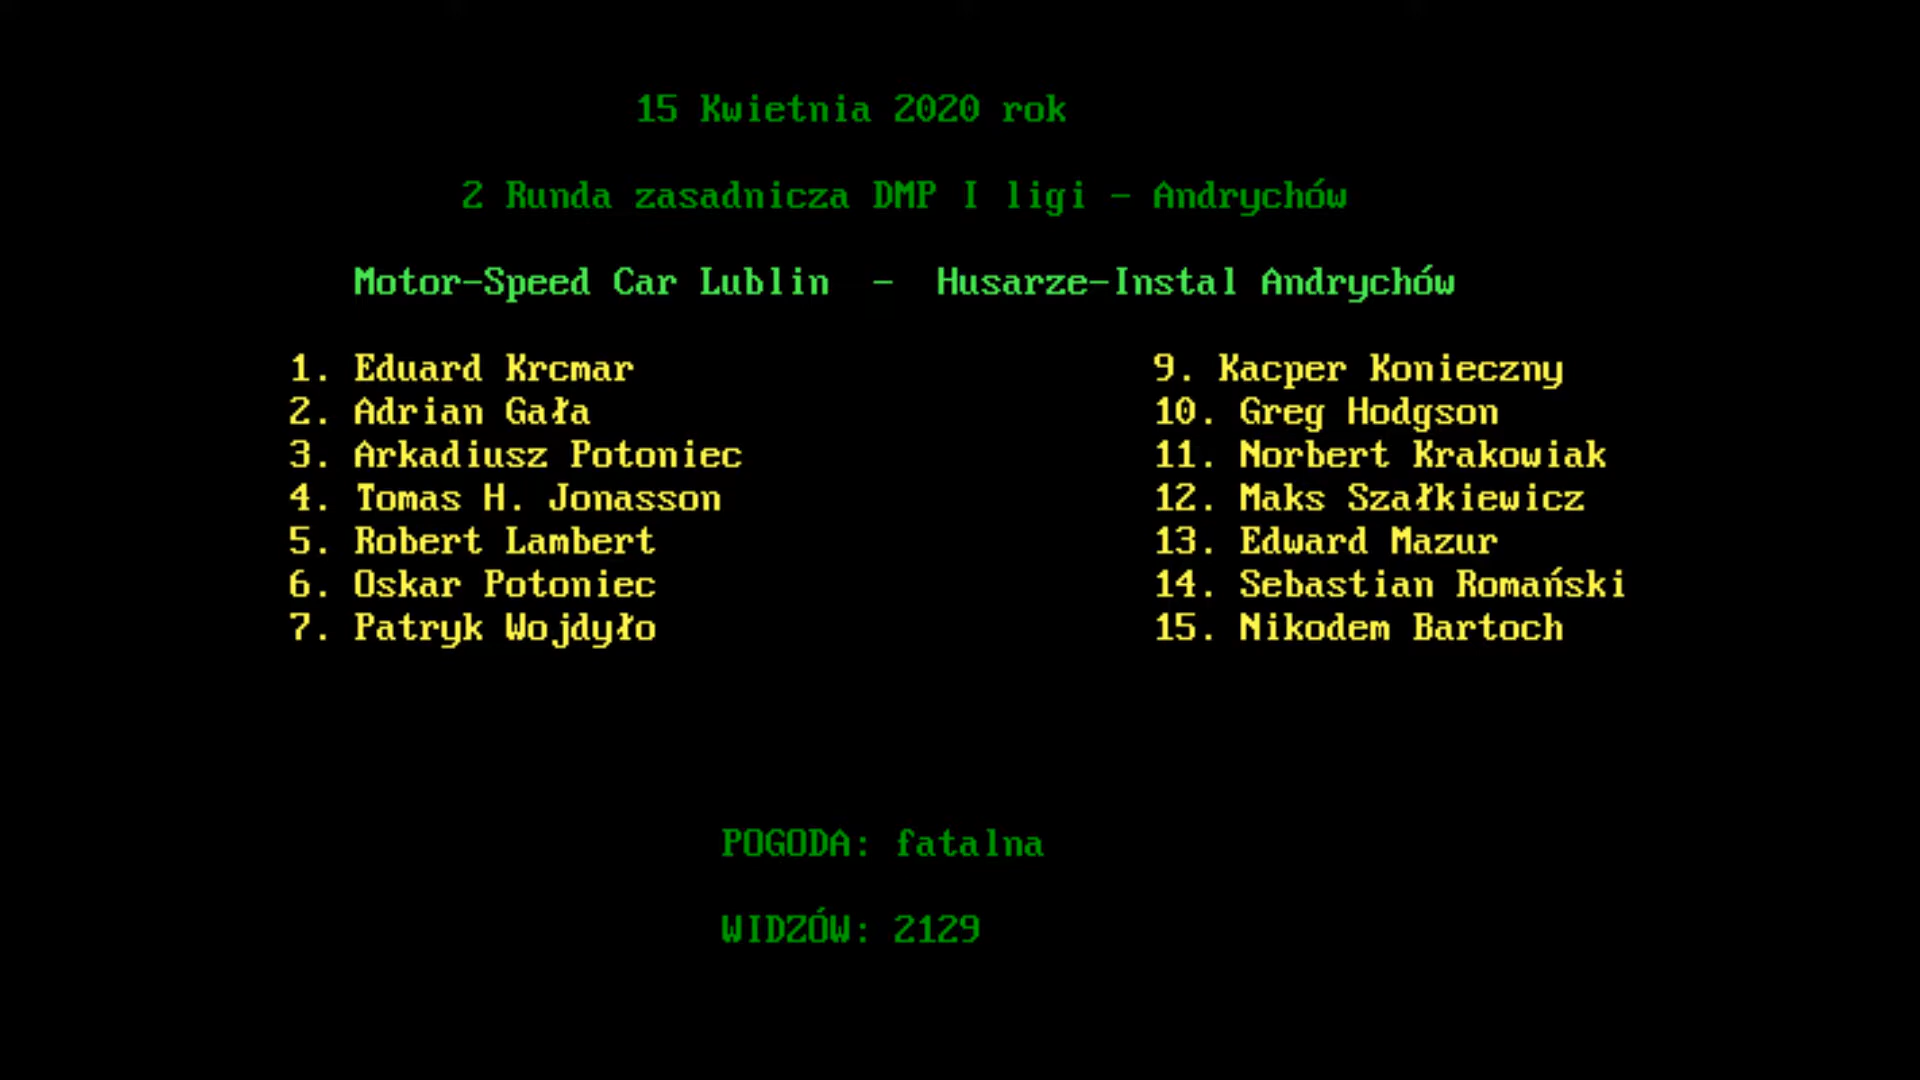 15 Kwietnia 2020 rok
2 Runda zasadnicza DMP I ligi - Andrychów
Motor-Speed Car Lublin - Husarze-Instal Andrychów
1. Eduard Krcmar
2. Adrian Gała
3. Arkadiusz Potoniec
4. Tomas H. Jonasson
5. Robert Lambert
6. Oskar Potoniec
7. Patryk Wojdyło
9. Kacper Konieczny
10. Greg Hodgson
11. Norbert Krakowiak
12. Maks Szałkiewicz
13. Edward Mazur
14. Sebastian Romański
15. Nikodem Bartoch
POGODA: fatalna
WIDZÓW: 2129